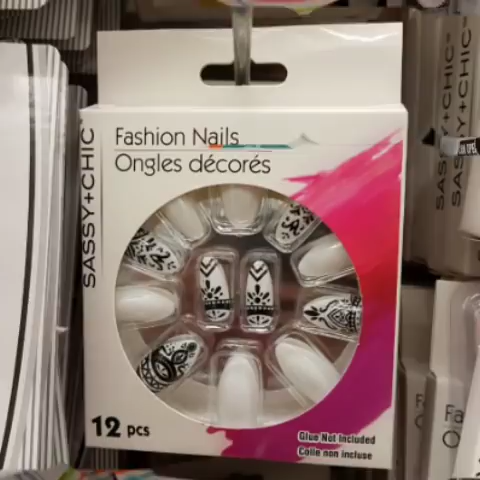 Fashion Nails
Ongles décorés
SASSY+CHIC
12 pcs
Glue Not Included
Colle non incluse
SASSY+CHIC
SASSY+CHIC
Fa
O